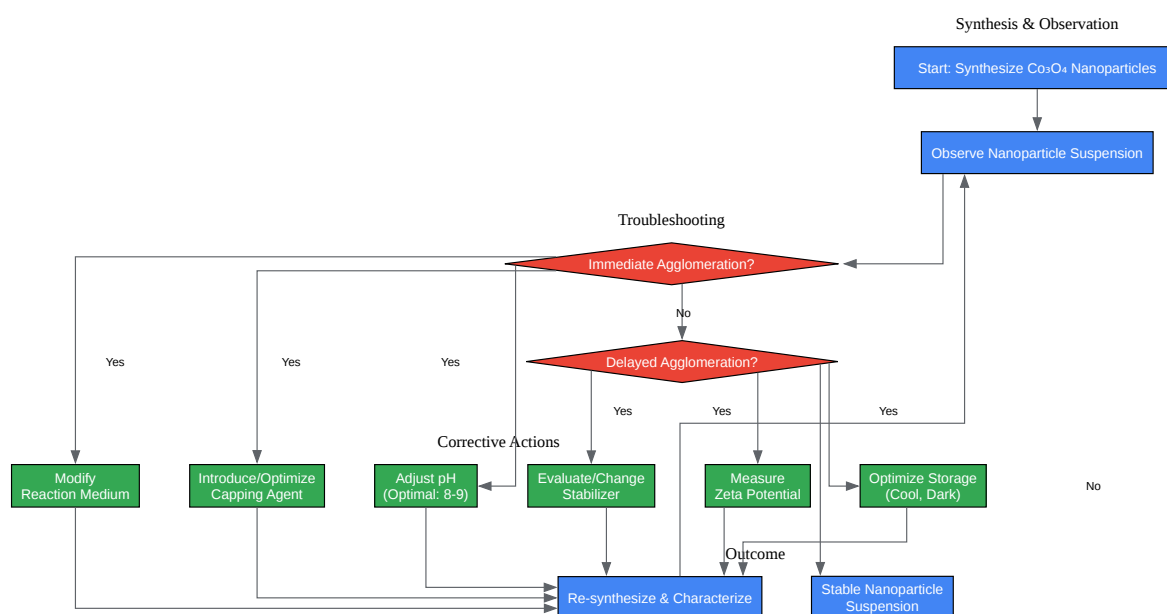 Synthesis & Observation
Start: Synthesize Co₃O₄ Nanoparticles
Observe Nanoparticle Suspension
Troubleshooting
Immediate Agglomeration?
No
Delayed Agglomeration?
Yes
Yes
Yes
Yes
Yes
Yes
Corrective Actions
Modify
Reaction Medium
Introduce/Optimize
Capping Agent
Adjust pH
(Optimal: 8-9)
Evaluate/Change
Stabilizer
Measure
Zeta Potential
Optimize Storage
(Cool, Dark)
No
Outcome
Re-synthesize & Characterize
Stable Nanoparticle
Suspension